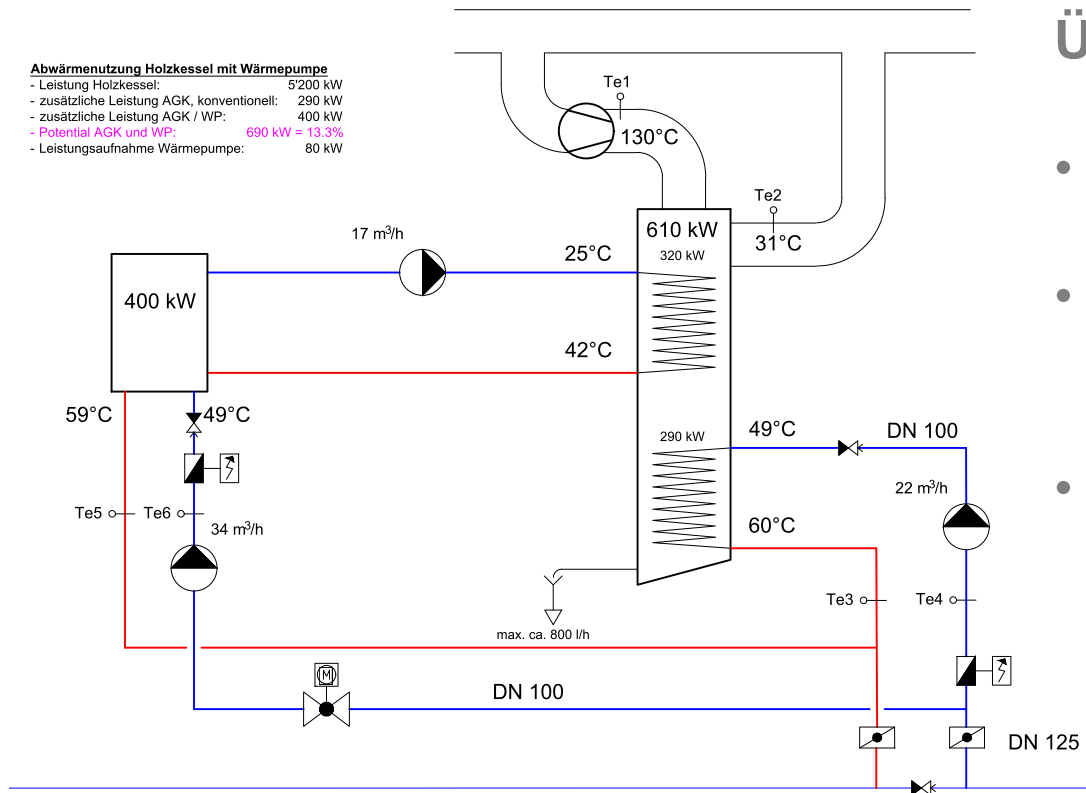 Ü
Abwärmenutzung Holzkessel mit Wärmepumpe
- Leistung Holzkessel: 5'200 kW
- zusätzliche Leistung AGK, konventionell: 290 kW
- zusätzliche Leistung AGK / WP: 400 kW
- Potential AGK und WP: 690 kW = 13.3%
- Leistungsaufnahme Wärmepumpe: 80 kW
Te1
130°C
Te2
31°C
610 kW
320 kW
17 m³/h
25°C
400 kW
42°C
59°C
49°C
290 kW
49°C
DN 100
22 m³/h
Te5
Te6
34 m³/h
60°C
Te3
Te4
max. ca. 800 l/h
M
DN 100
DN 125